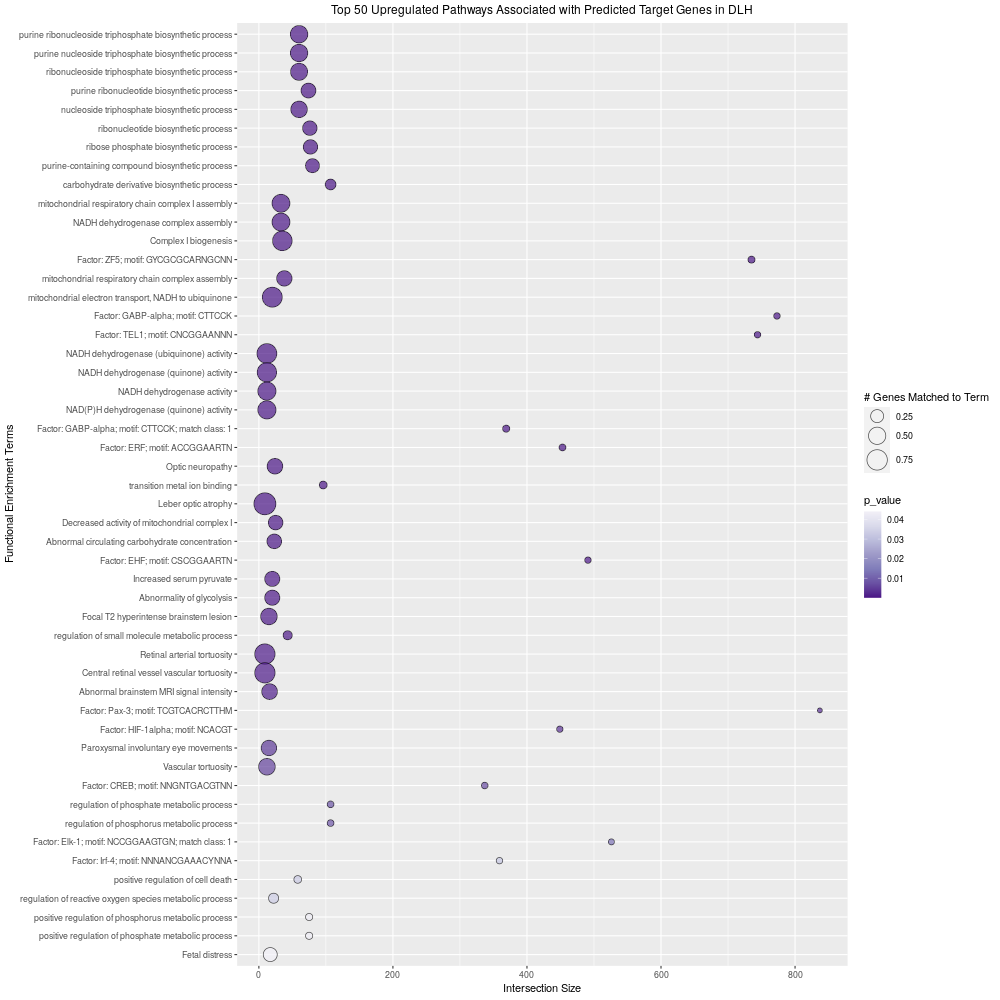 Top 50 Upregulated Pathways Associated with Predicted Target Genes in DLH
Functional Enrichment Terms
purine ribonucleoside triphosphate biosynthetic process
purine nucleoside triphosphate biosynthetic process
ribonucleoside triphosphate biosynthetic process
purine ribonucleotide biosynthetic process
nucleoside triphosphate biosynthetic process
ribonucleotide biosynthetic process
ribose phosphate biosynthetic process
purine-containing compound biosynthetic process
carbohydrate derivative biosynthetic process
mitochondrial respiratory chain complex I assembly
NADH dehydrogenase complex assembly
Complex I biogenesis
Factor: ZF5; motif: GYCGCGCARNGCNN
mitochondrial respiratory chain complex assembly
mitochondrial electron transport, NADH to ubiquinone
Factor: GABP-alpha; motif: CTTCCK
Factor: TEL1; motif: CNCGGAANNN
NADH dehydrogenase (ubiquinone) activity
NADH dehydrogenase (quinone) activity
NADH dehydrogenase activity
NAD(P)H dehydrogenase (quinone) activity
Factor: GABP-alpha; motif: CTTCCK; match class: 1
Factor: ERF; motif: ACCGGAARTN
Optic neuropathy
transition metal ion binding
Leber optic atrophy
Decreased activity of mitochondrial complex I
Abnormal circulating carbohydrate concentration
Factor: EHF; motif: CSCGGAARTN
Increased serum pyruvate
Abnormality of glycolysis
Focal T2 hyperintense brainstem lesion
regulation of small molecule metabolic process
Retinal arterial tortuosity
Central retinal vessel vascular tortuosity
Abnormal brainstem MRI signal intensity
Factor: Pax-3; motif: TCGTCACRCTTHM
Factor: HIF-1alpha; motif: NCACGT
Paroxysmal involuntary eye movements
Vascular tortuosity
Factor: CREB; motif: NNGNTGACGTNN
regulation of phosphate metabolic process
regulation of phosphorus metabolic process
Factor: Elk-1; motif: NCCGGAAGTGN; match class: 1
Factor: Irf-4; motif: NNNANCGAAACYNNA
positive regulation of cell death
regulation of reactive oxygen species metabolic process
positive regulation of phosphorus metabolic process
positive regulation of phosphate metabolic process
Fetal distress
0 200 400 600 800
Intersection Size
# Genes Matched to Term
0.25
0.50
0.75
p_value
0.04
0.03
0.02
0.01